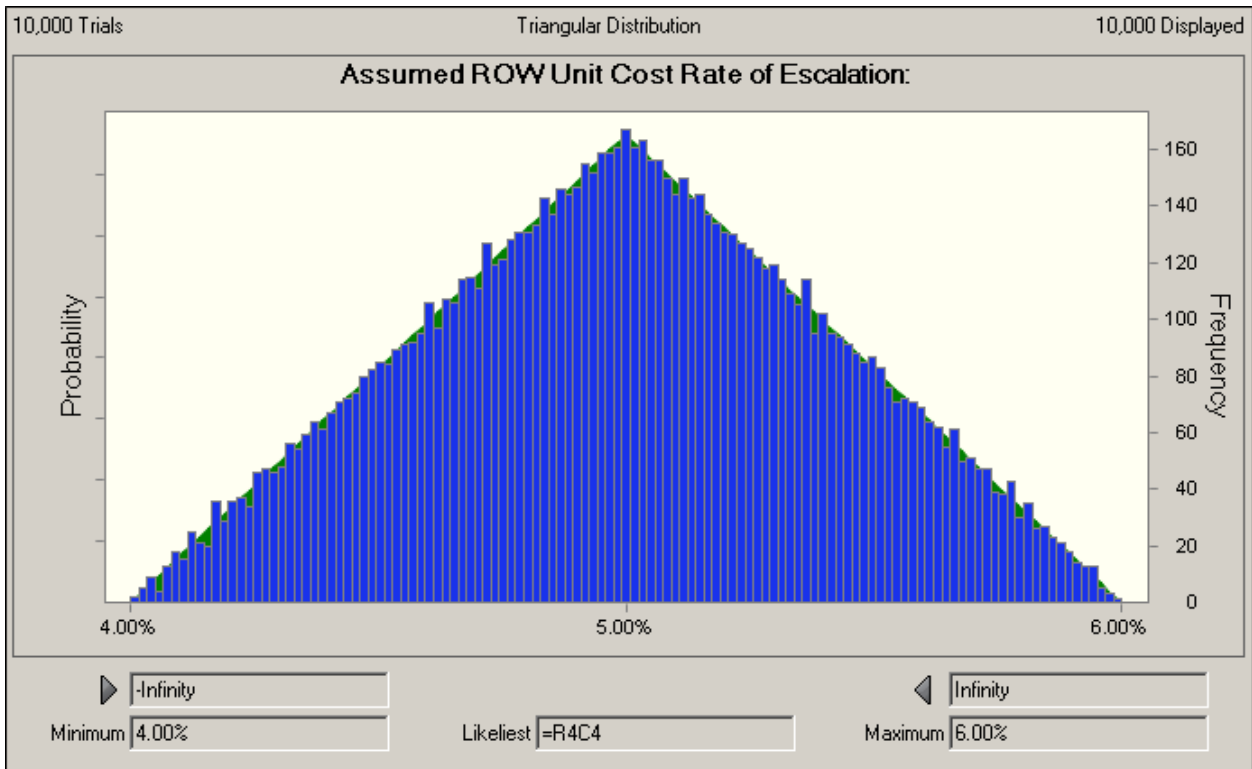 10,000 Trials Triangular Distribution 10,000 Displayed
Assumed ROW Unit Cost Rate of Escalation:
Probability
160
140
120
100
80
60
40
20
0
Frequency
4.00% 5.00% 6.00%
-Infinity Infinity
Minimum 4.00% Likeliest =R4C4 Maximum 6.00%